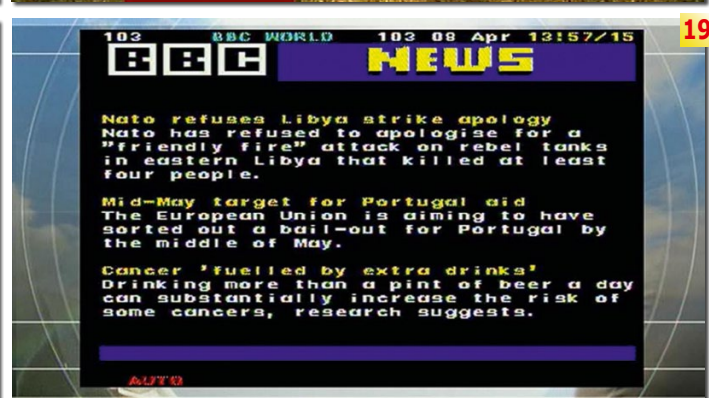 19
103 BBC WORLD 103 08 Apr 13:57/15
BBC NEWS
Nato refuses Libya strike apology
Nato has refused to apologise for a
"friendly fire" attack on rebel tanks
in eastern Libya that killed at least
four people.
Mid-May target for Portugal aid
The European Union is aiming to have
sorted out a bail-out for Portugal by
the middle of May.
Cancer 'fuelled by extra drinks'
Drinking more than a pint of beer a day
can substantially increase the risk of
some cancers, research suggests.
AUTO